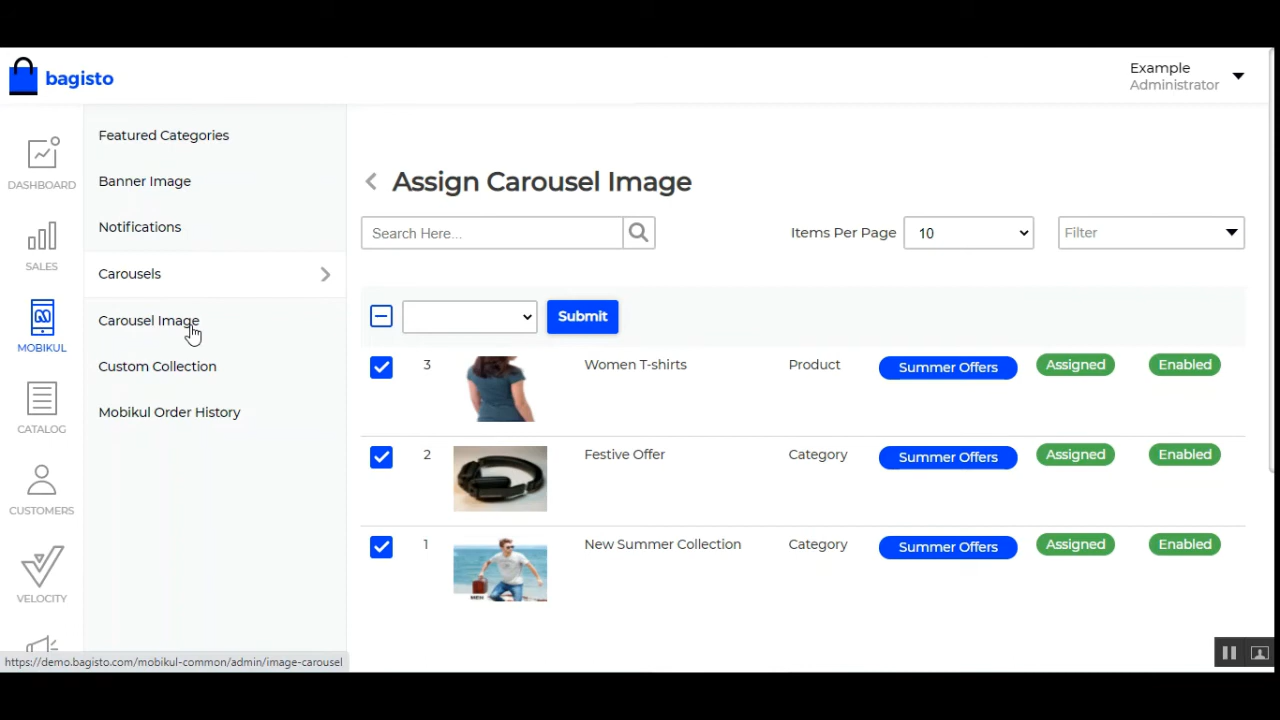 bagisto
Example
Administrator
DASHBOARD
SALES
MOBIKUL
CATALOG
CUSTOMERS
VELOCITY
Featured Categories
Banner Image
Notifications
Carousels
Carousel Image
Custom Collection
Mobikul Order History
Assign Carousel Image
Search Here...
Items Per Page 10 Filter
Submit
3 Women T-shirts Product Summer Offers Assigned Enabled
2 Festive Offer Category Summer Offers Assigned Enabled
1 New Summer Collection Category Summer Offers Assigned Enabled
MEN
https://demo.bagisto.com/mobikul-common/admin/image-carousel